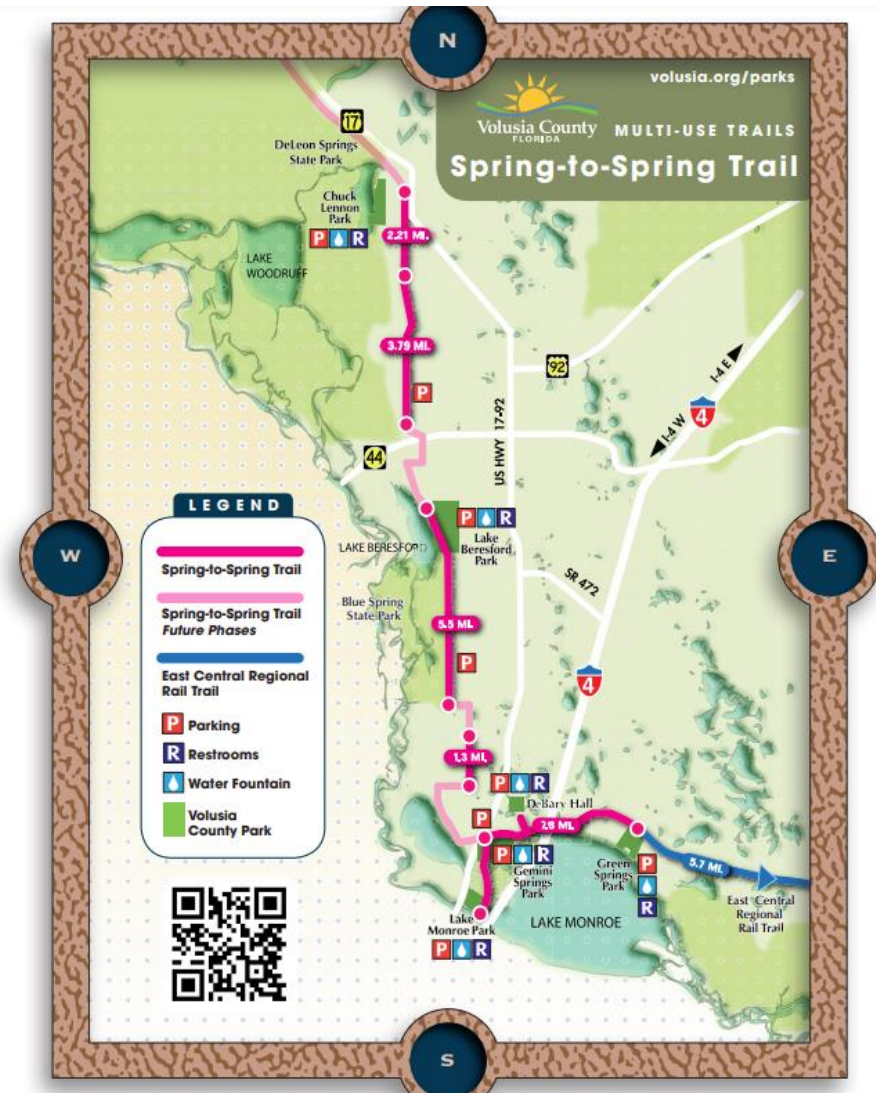 N
volusia.org/parks
Volusia County
FLORIDA
MULTI-USE TRAILS
Spring-to-Spring Trail
17
DeLeon Springs
State Park
Chuck
Lennon
Park
P R
2.21 MI.
LAKE
WOODRUFF
3.79 MI.
92
I-4 E
P
4
I-4 W
US HWY 17-92
44
LEGEND
Spring-to-Spring Trail
Spring-to-Spring Trail
Future Phases
East Central Regional
Rail Trail
P Parking
R Restrooms
Water Fountain
Volusia
County Park
W
E
P R
Lake
Beresford
Park
LAKE BERESFORD
SR 472
Blue Spring
State Park
5.5 MI.
P
4
1.3 MI.
P R
DeBary Hall
P
P R
Gemini
Springs
Park
Green
Springs
Park
P
R
5.7 MI.
East Central
Regional
Rail Trail
Lake
Monroe Park
P R
LAKE MONROE
S